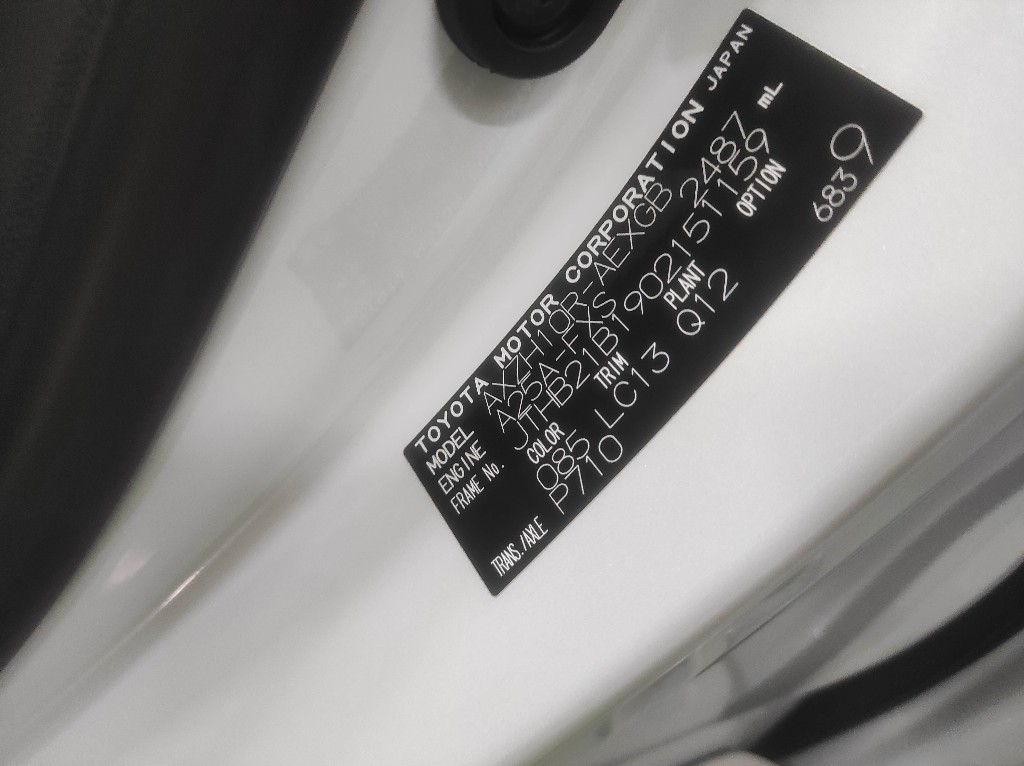 TOYOTA MOTOR CORPORATION JAPAN
MODEL AXZH10R-AEXGB
ENGINE A25A-FXS 2487 mL
FRAME No. JTHB21B1902151159
COLOR TRIM PLANT OPTION
085 LC13 Q12
TRANS./AXLE P710
6839